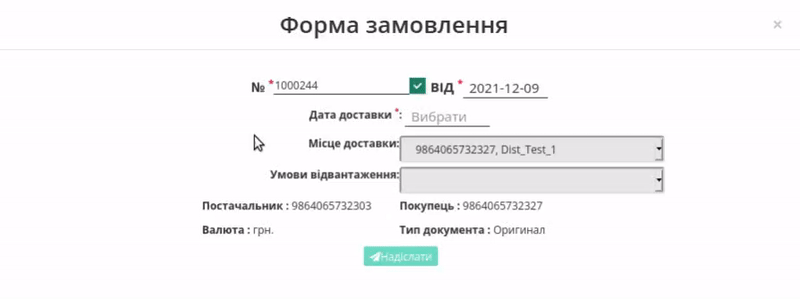 Форма замовлення
×
№ *1000244 ВІД * 2021-12-09
Дата доставки *: Вибрати
Місце доставки: 9864065732327, Dist_Test_1
Умови відвантаження:
Постачальник : 9864065732303 Покупець : 9864065732327
Валюта : грн. Тип документа : Оригинал
Надіслати